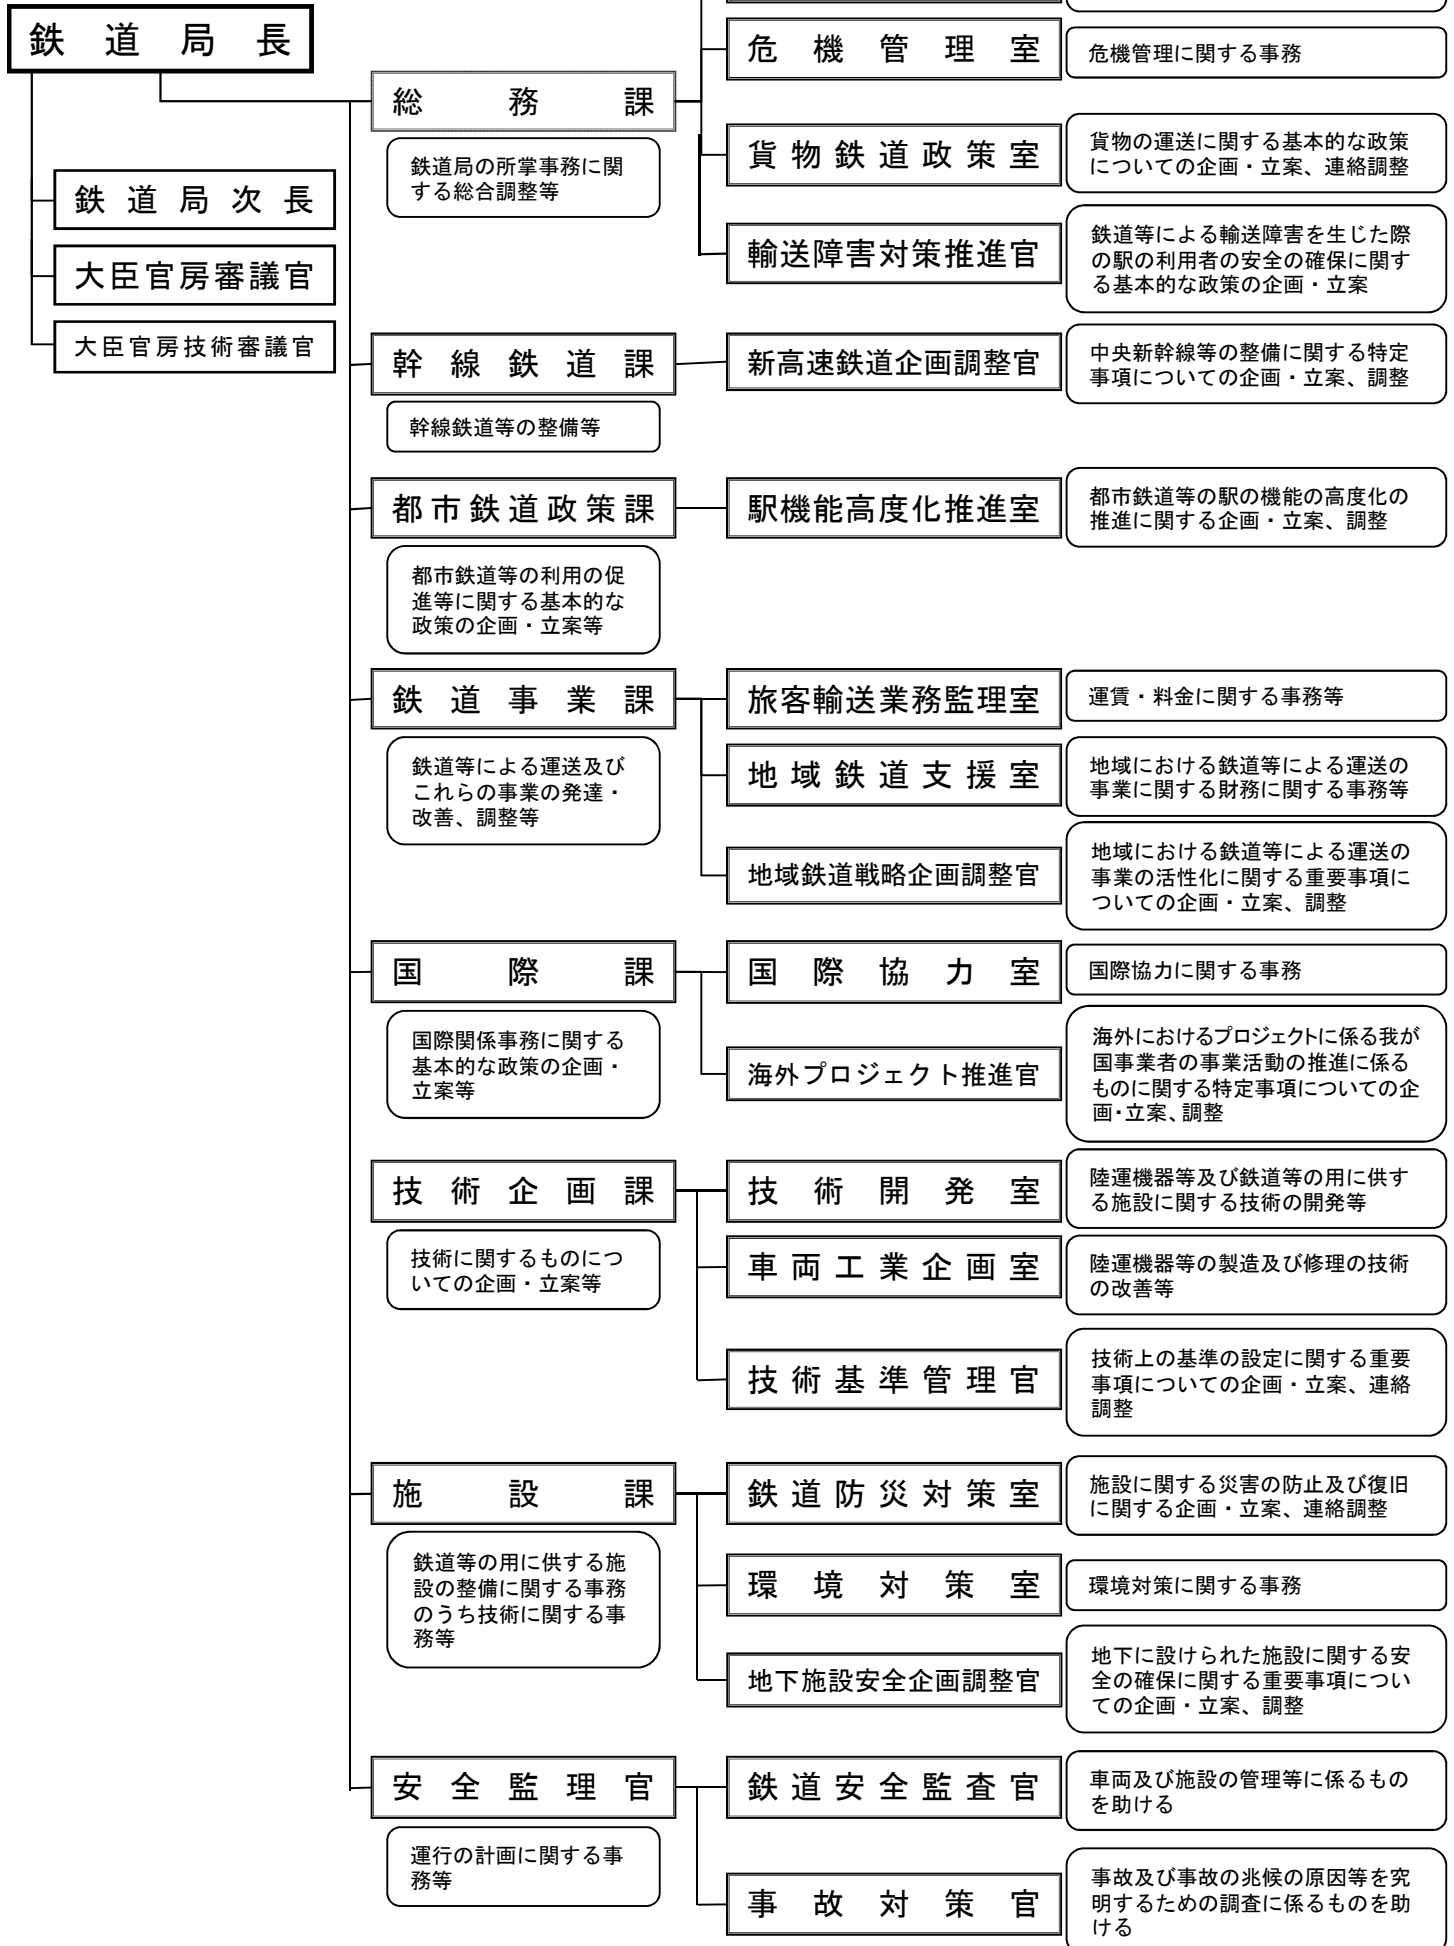 鉄道局長
鉄道局次長
大臣官房審議官
大臣官房技術審議官
総務課
鉄道局の所掌事務に関
する総合調整等
危機管理室
危機管理に関する事務
貨物鉄道政策室
貨物の運送に関する基本的な政策
についての企画・立案、連絡調整
輸送障害対策推進官
鉄道等による輸送障害を生じた際
の駅の利用者の安全の確保に関す
る基本的な政策の企画・立案
幹線鉄道課
幹線鉄道等の整備等
新高速鉄道企画調整官
中央新幹線等の整備に関する特定
事項についての企画・立案、調整
都市鉄道政策課
都市鉄道等の利用の促
進等に関する基本的な
政策の企画・立案等
駅機能高度化推進室
都市鉄道等の駅の機能の高度化の
推進に関する企画・立案、調整
鉄道事業課
鉄道等による運送及び
これらの事業の発達・
改善、調整等
旅客輸送業務監理室
運賃・料金に関する事務等
地域鉄道支援室
地域における鉄道等による運送の
事業に関する財務に関する事務等
地域鉄道戦略企画調整官
地域における鉄道等による運送の
事業の活性化に関する重要事項に
ついての企画・立案、調整
国際課
国際関係事務に関する
基本的な政策の企画・
立案等
国際協力室
国際協力に関する事務
海外プロジェクト推進官
海外におけるプロジェクトに係る我が
国事業者の事業活動の推進に係る
ものに関する特定事項についての企
画・立案、調整
技術企画課
技術に関するものにつ
いての企画・立案等
技術開発室
陸運機器等及び鉄道等の用に供す
る施設に関する技術の開発等
車両工業企画室
陸運機器等の製造及び修理の技術
の改善等
技術基準管理官
技術上の基準の設定に関する重要
事項についての企画・立案、連絡
調整
施設課
鉄道等の用に供する施
設の整備に関する事務
のうち技術に関する事
務等
鉄道防災対策室
施設に関する災害の防止及び復旧
に関する企画・立案、連絡調整
環境対策室
環境対策に関する事務
地下施設安全企画調整官
地下に設けられた施設に関する安
全の確保に関する重要事項につい
ての企画・立案、調整
安全監理官
運行の計画に関する事
務等
鉄道安全監査官
車両及び施設の管理等に係るもの
を助ける
事故対策官
事故及び事故の兆候の原因等を究
明するための調査に係るものを助
ける